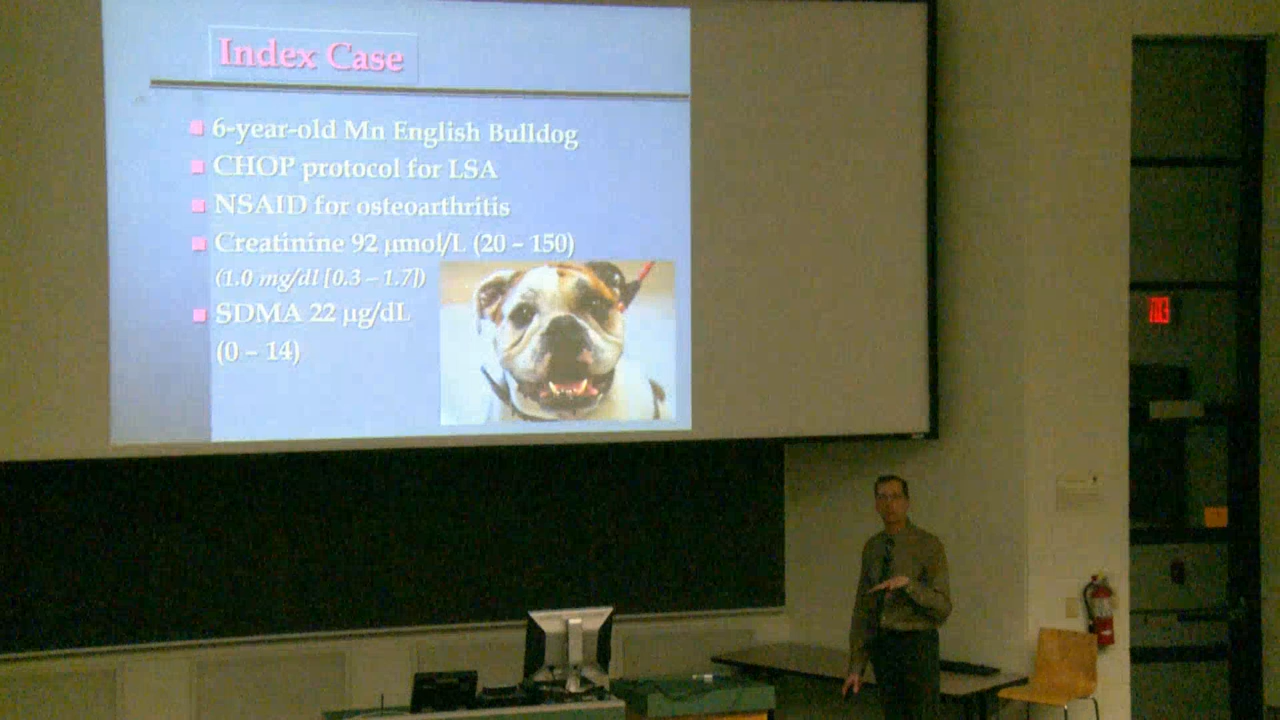 Index Case
6-year-old Mn English Bulldog
CHOP protocol for LSA
NSAID for osteoarthritis
Creatinine 92 µmol/L (20 – 150)
(1.0 mg/dl [0.3 – 1.7])
SDMA 22 µg/dL
(0 – 14)